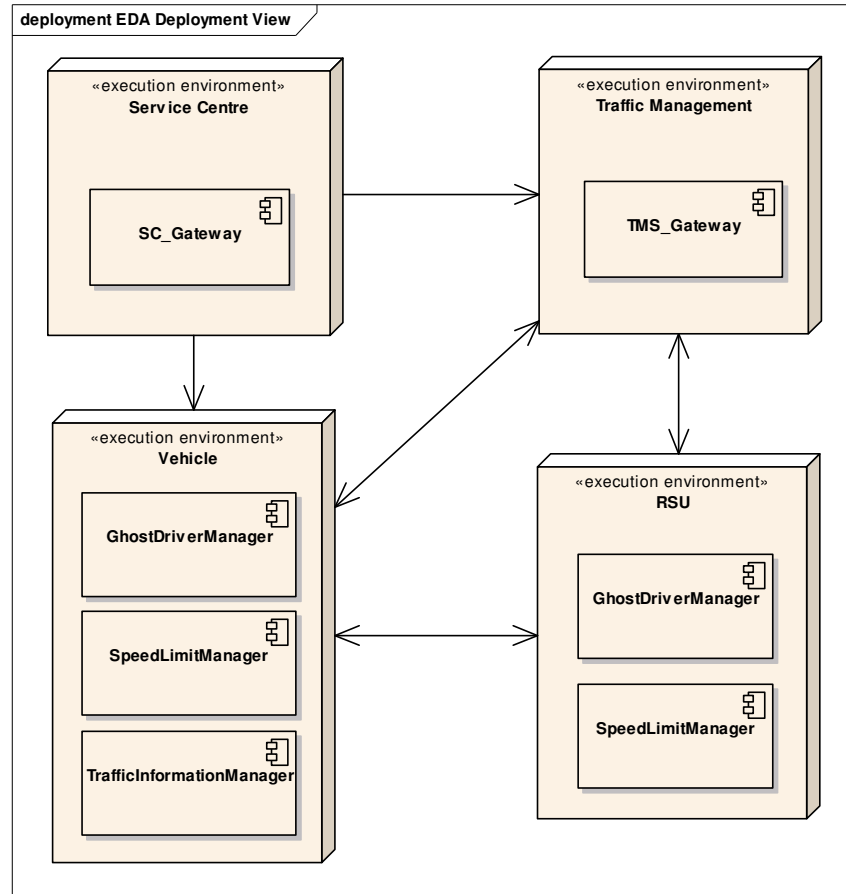 deployment EDA Deployment View
«execution environment»
Service Centre
SC_Gateway
«execution environment»
Traffic Management
TMS_Gateway
«execution environment»
Vehicle
GhostDriverManager
SpeedLimitManager
TrafficInformationManager
«execution environment»
RSU
GhostDriverManager
SpeedLimitManager